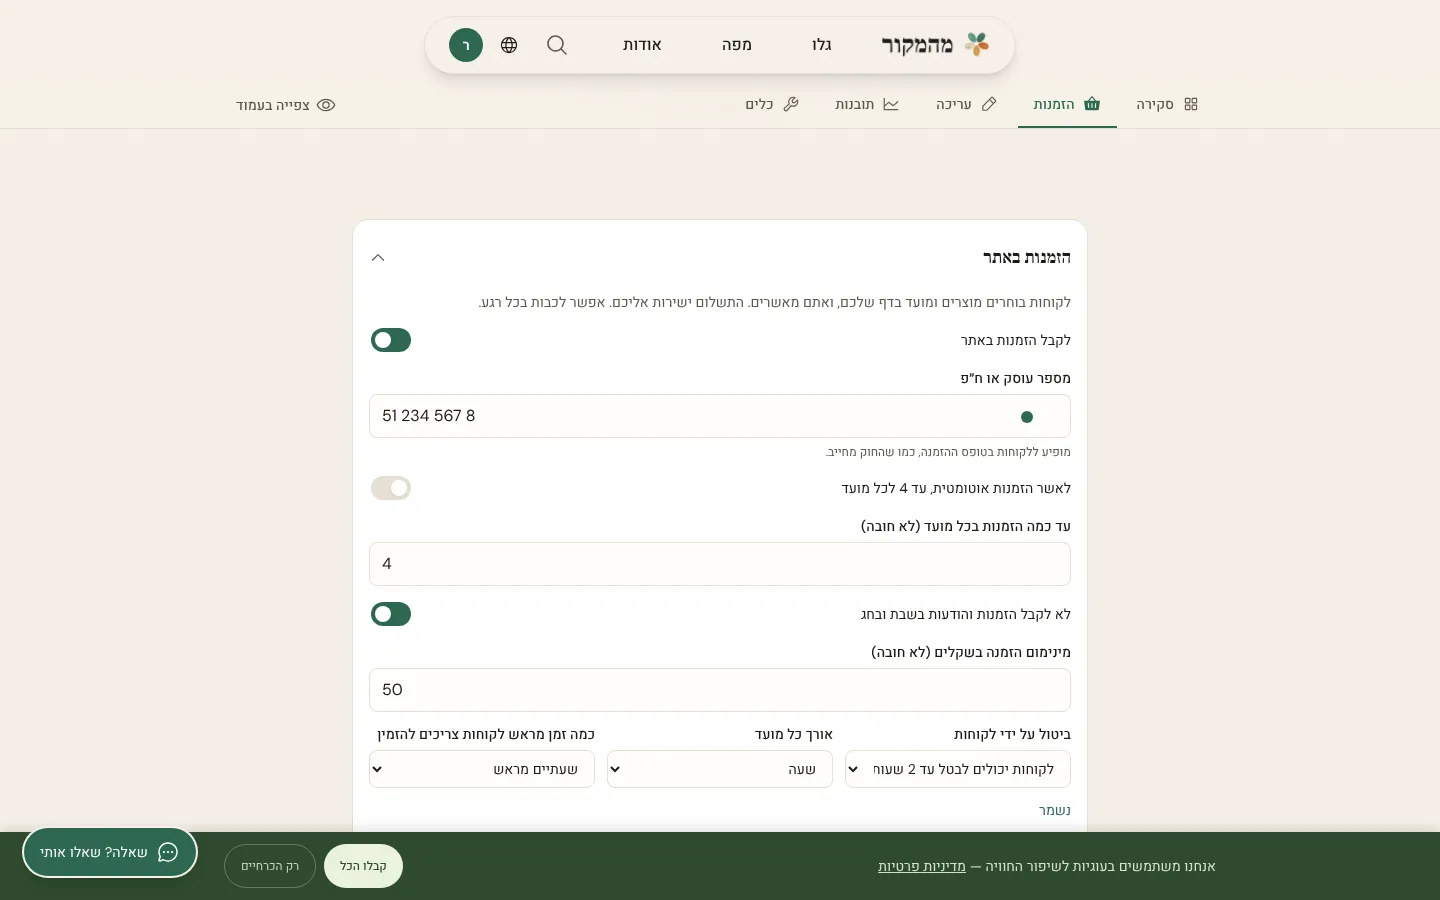 מהמקור
גלו
מפה
אודות
ר
סקירה
הזמנות
עריכה
תובנות
כלים
צפייה בעמוד
הזמנות באתר
לקוחות בוחרים מוצרים ומועד בדף שלכם, ואתם מאשרים. התשלום ישירות אליכם. אפשר לכבות בכל רגע.
לקבל הזמנות באתר
מספר עוסק או ח״פ
51 234 567 8
מופיע ללקוחות בטופס ההזמנה, כמו שהחוק מחייב.
לאשר הזמנות אוטומטית, עד 4 לכל מועד
עד כמה הזמנות בכל מועד (לא חובה)
4
לא לקבל הזמנות והודעות בשבת ובחג
מינימום הזמנה בשקלים (לא חובה)
50
ביטול על ידי לקוחות
אורך כל מועד
כמה זמן מראש לקוחות צריכים להזמין
לקוחות יכולים לבטל עד 2 שעות
שעה
שעתיים מראש
נשמר
אנחנו משתמשים בעוגיות לשיפור החוויה — מדיניות פרטיות
קבלו הכל
רק הכרחיים
שאלה? שאלו אותי